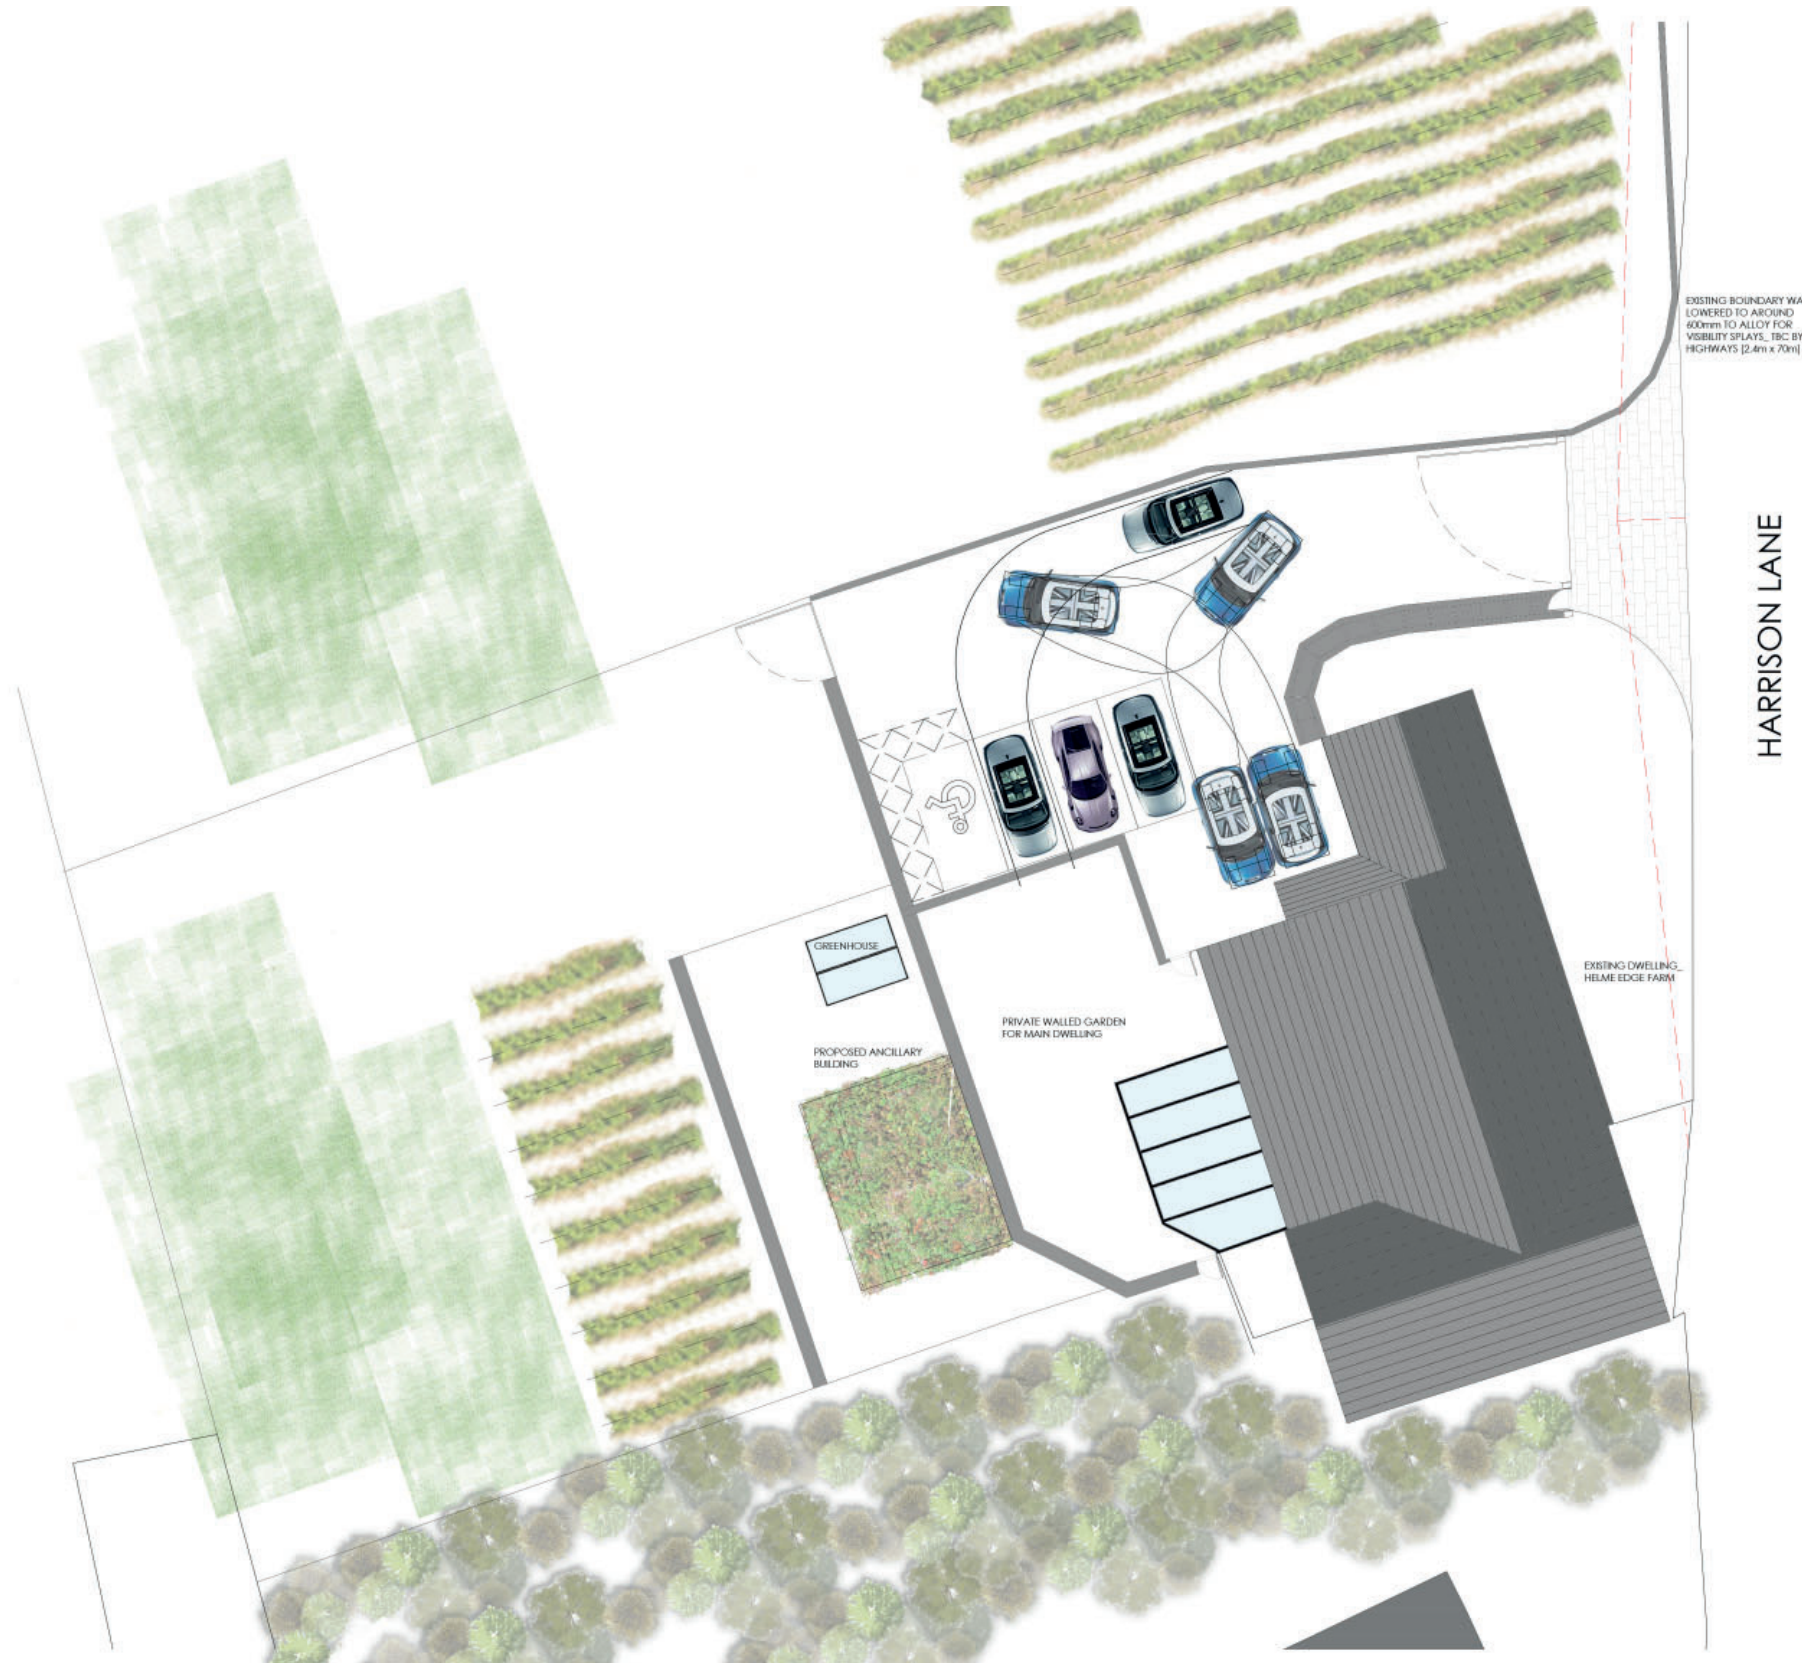 EXISTING BOUNDARY WA
LOWERED TO AROUND
600mm TO ALLOY FOR
VISIBILITY SPLAYS_ TBC BY
HIGHWAYS [2.4m x 70m]
HARRISON LANE
GREENHOUSE
EXISTING DWELLING_
HELME EDGE FARM
PRIVATE WALLED GARDEN
FOR MAIN DWELLING
PROPOSED ANCILLARY
BUILDING